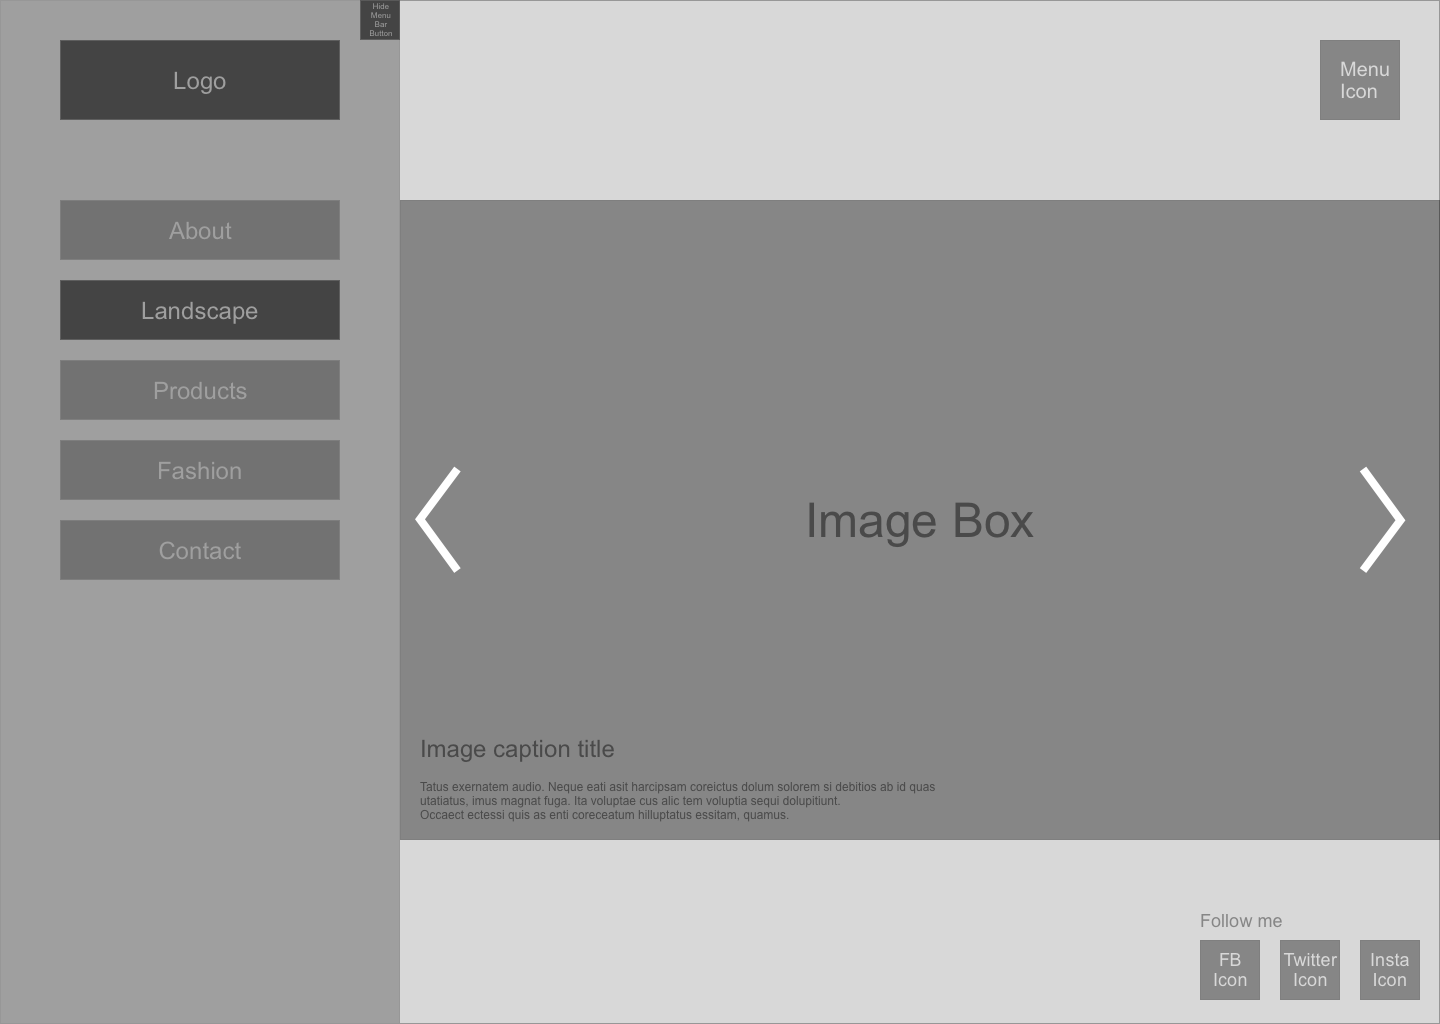 Hide
Menu
Bar
Button
Logo
Menu
Icon
About
Landscape
Products
Fashion
Contact
Image Box
Image caption title
Tatus exernatem audio. Neque eati asit harcipsam coreictus dolum solorem si debitios ab id quas
utatiatus, imus magnat fuga. Ita voluptae cus alic tem voluptia sequi dolupitiunt.
Occaect ectessi quis as enti coreceatum hilluptatus essitam, quamus.
Follow me
FB
Icon
Twitter
Icon
Insta
Icon